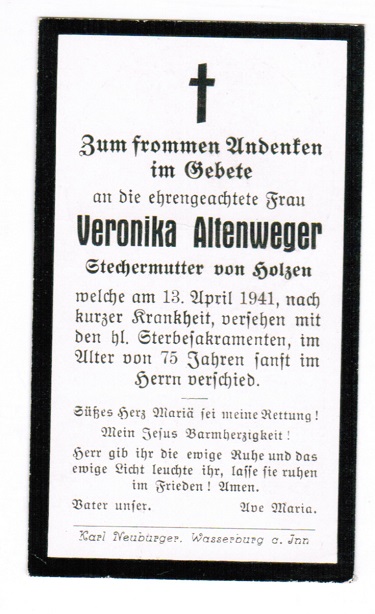 Zum frommen Andenken
im Gebete
an die ehrengeachtete Frau
Veronika Altenweger
Stechermutter von Holzen
welche am 13. April 1941, nach
kurzer Krankheit, versehen mit
den hl. Sterbesakramenten, im
Alter von 75 Jahren sanft im
Herrn verschied.
Süßes Herz Mariä sei meine Rettung!
Mein Jesus Barmherzigkeit!
Herr gib ihr die ewige Ruhe und das
ewige Licht leuchte ihr, lasse sie ruhen
im Frieden! Amen.
Vater unser. Ave Maria.
Karl Neubürger, Wasserburg a. Inn